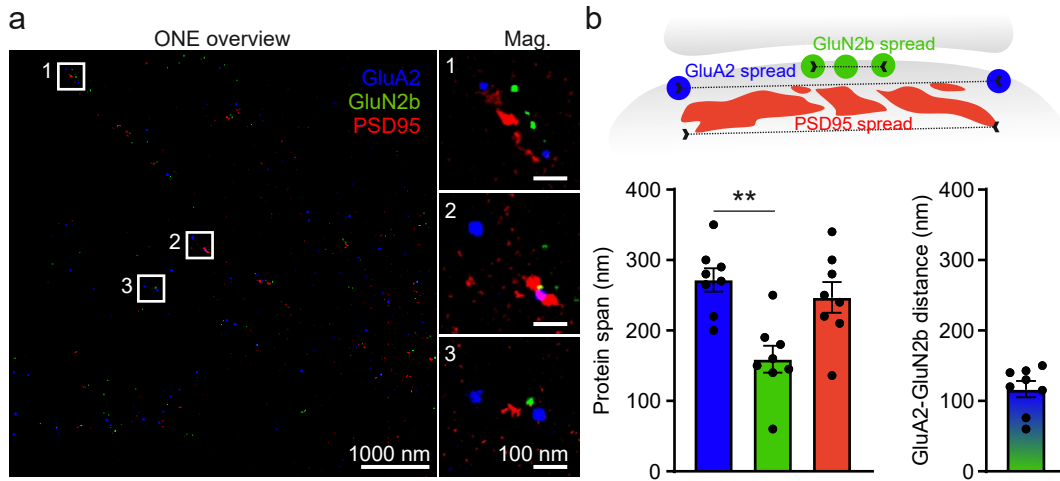 a
ONE overview
Mag.
1
2
3
GluA2
GluN2b
PSD95
1000 nm
1
2
3
100 nm
b
GluN2b spread
GluA2 spread
PSD95 spread
Protein span (nm)
400
300
200
100
0
**
GluA2-GluN2b distance (nm)
400
300
200
100
0